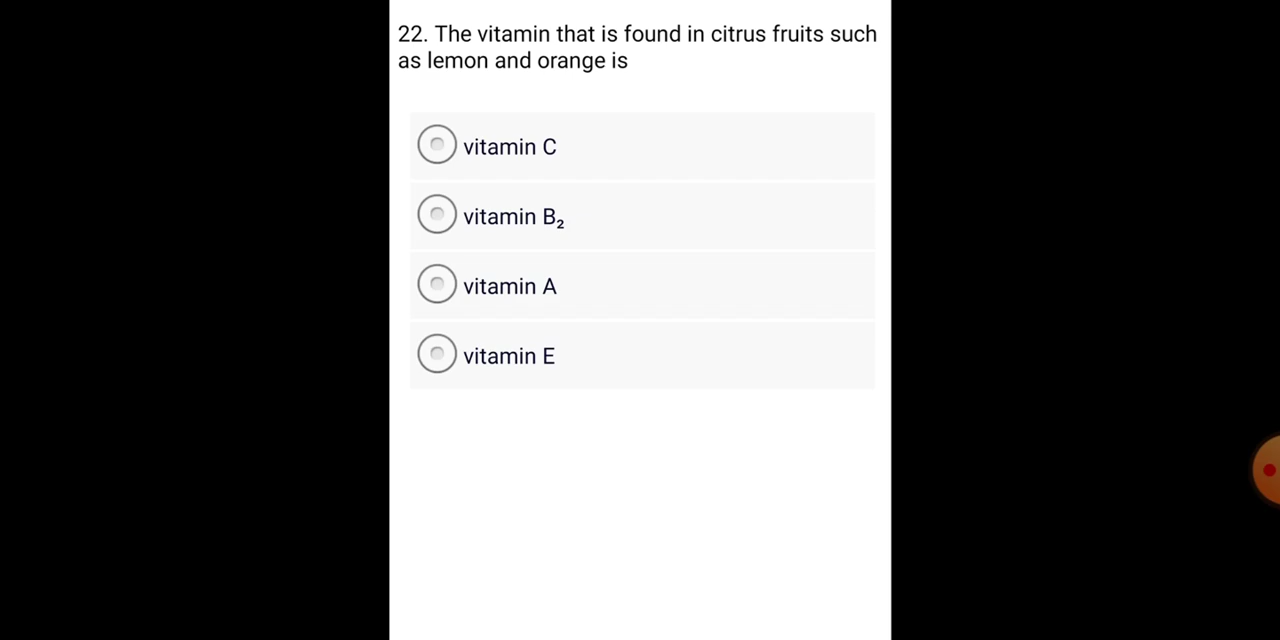 22. The vitamin that is found in citrus fruits such
as lemon and orange is
vitamin C
vitamin B₂
vitamin A
vitamin E